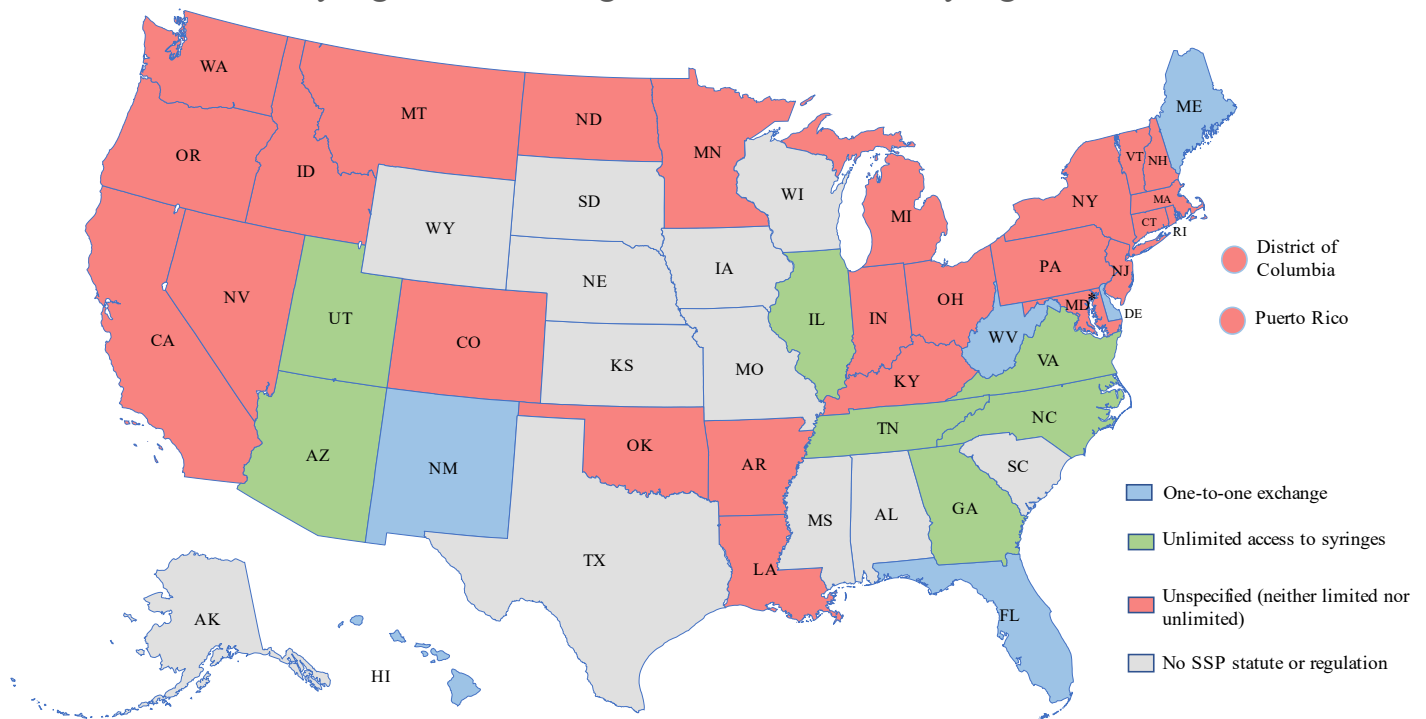 WA
MT
ND
MN
ME
OR
ID
SD
WI
MI
NY
VT
NH
MA
CT
RI
WY
IA
NE
PA
NJ
District of
Columbia
NV
UT
CO
IL
IN
OH
MD
*
DE
Puerto Rico
CA
KS
MO
WV
VA
KY
AZ
NM
OK
AR
TN
NC
SC
One-to-one exchange
TX
MS
AL
GA
Unlimited access to syringes
LA
Unspecified (neither limited nor
unlimited)
AK
HI
FL
No SSP statute or regulation